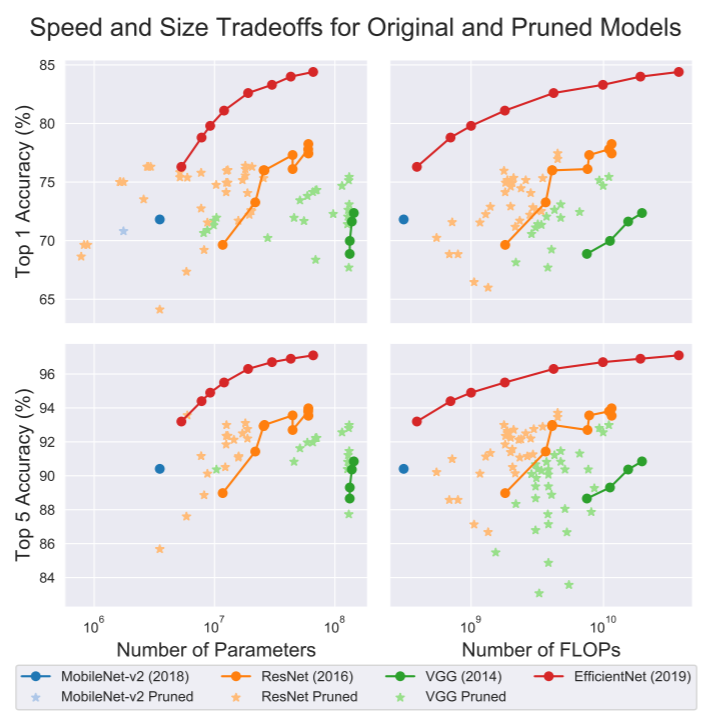 Speed and Size Tradeoffs for Original and Pruned Models
Top 1 Accuracy (%)
85
80
75
70
65
Top 5 Accuracy (%)
96
94
92
90
88
86
84
10^6 10^7 10^8
10^9 10^10
Number of Parameters Number of FLOPs
MobileNet-v2 (2018) ResNet (2016) VGG (2014) EfficientNet (2019)
MobileNet-v2 Pruned ResNet Pruned VGG Pruned